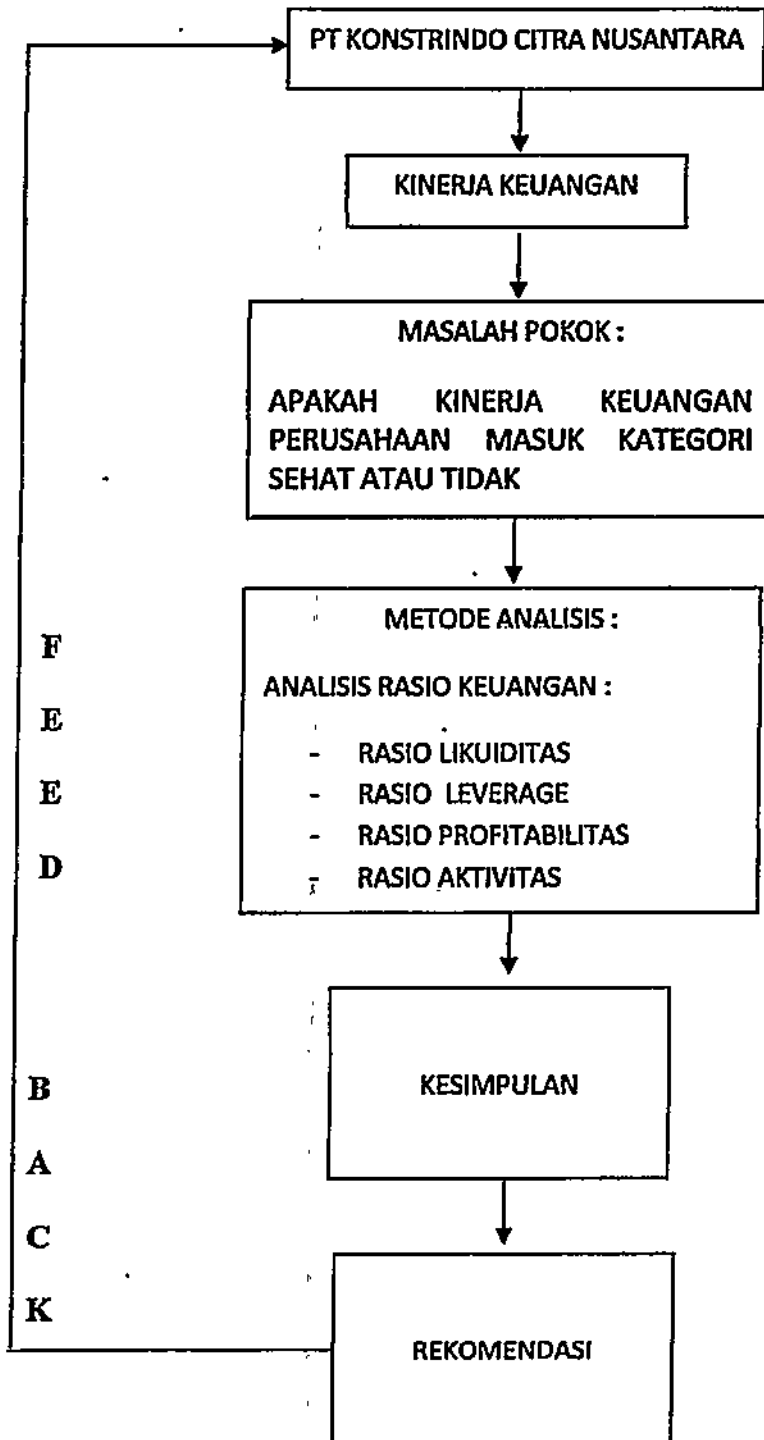 PT KONSTRINDO CITRA NUSANTARA
KINERJA KEUANGAN
MASALAH POKOK :
APAKAH KINERJA KEUANGAN
PERUSAHAAN MASUK KATEGORI
SEHAT ATAU TIDAK
METODE ANALISIS :
ANALISIS RASIO KEUANGAN :
- RASIO LIKUIDITAS
- RASIO LEVERAGE
- RASIO PROFITABILITAS
- RASIO AKTIVITAS
KESIMPULAN
REKOMENDASI
F
E
E
D
B
A
C
K